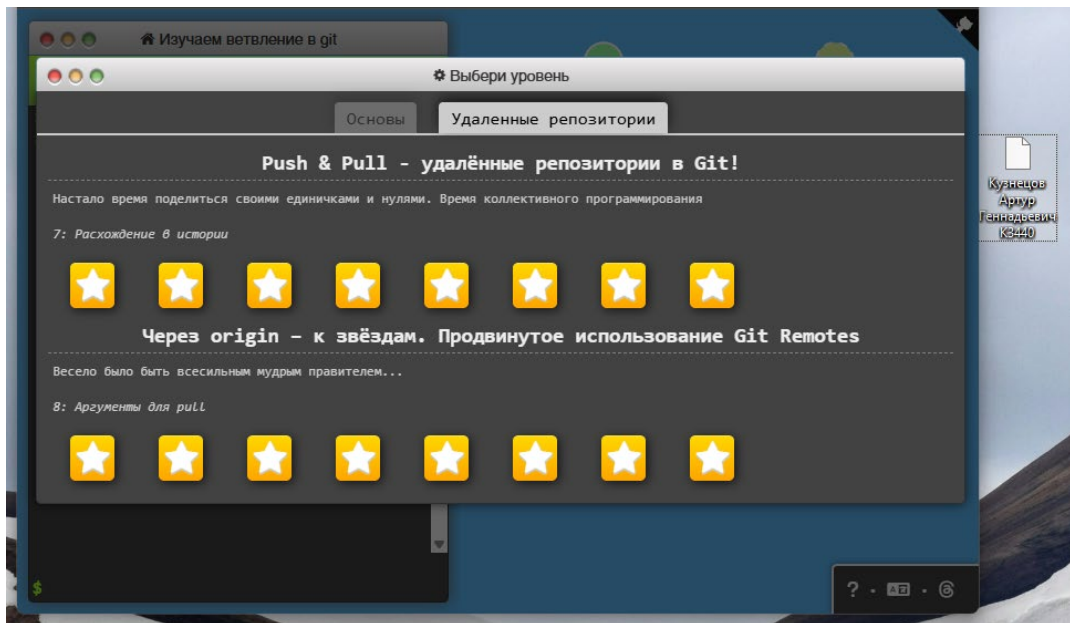 Изучаем ветвление в git
Выбери уровень
Основы
Удаленные репозитории
Push & Pull - удалённые репозитории в Git!
Настало время поделиться своими единичками и нулями. Время коллективного программирования
7: Расхождение в истории
Через origin – к звёздам. Продвинутое использование Git Remotes
Весело было быть всесильным мудрым правителем...
8: Аргументы для pull
$
?
Кузнецов
Артур
Геннадьевич
К3440